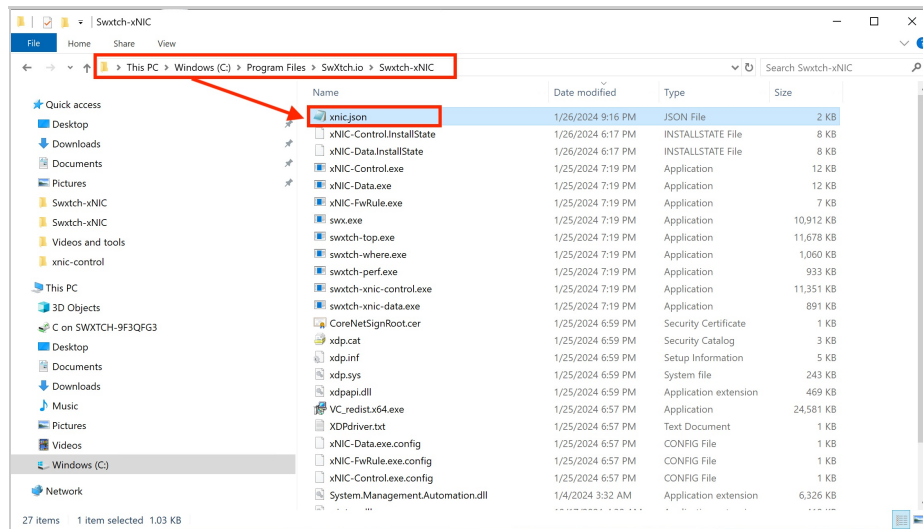 Swxtch-xNIC
File Home Share View
This PC > Windows (C:) > Program Files > SwXtch.io > Swxtch-xNIC
Search Swxtch-xNIC
Quick access
Desktop
Downloads
Documents
Pictures
Swxtch-xNIC
Swxtch-xNIC
Videos and tools
xnic-control
This PC
3D Objects
C on SWXTCH-9F3QFG3
Desktop
Documents
Downloads
Music
Pictures
Videos
Windows (C:)
Network
Name Date modified Type Size
xnic.json 1/26/2024 9:16 PM JSON File 2 KB
xNIC-Control.InstallState 1/26/2024 6:17 PM INSTALLSTATE File 8 KB
xNIC-Data.InstallState 1/26/2024 6:17 PM INSTALLSTATE File 8 KB
xNIC-Control.exe 1/25/2024 7:19 PM Application 12 KB
xNIC-Data.exe 1/25/2024 7:19 PM Application 12 KB
xNIC-FwRule.exe 1/25/2024 7:19 PM Application 7 KB
swx.exe 1/25/2024 7:19 PM Application 10,912 KB
swxtch-top.exe 1/25/2024 7:19 PM Application 11,678 KB
swxtch-where.exe 1/25/2024 7:19 PM Application 1,060 KB
swxtch-perf.exe 1/25/2024 7:19 PM Application 933 KB
swxtch-xnic-control.exe 1/25/2024 7:19 PM Application 11,351 KB
swxtch-xnic-data.exe 1/25/2024 7:19 PM Application 891 KB
CoreNetSignRoot.cer 1/25/2024 6:59 PM Security Certificate 1 KB
xdp.cat 1/25/2024 6:59 PM Security Catalog 3 KB
xdp.inf 1/25/2024 6:59 PM Setup Information 5 KB
xdp.sys 1/25/2024 6:59 PM System file 243 KB
xdpapi.dll 1/25/2024 6:59 PM Application extension 469 KB
VC_redist.x64.exe 1/25/2024 6:57 PM Application 24,581 KB
XDPdriver.txt 1/25/2024 6:57 PM Text Document 1 KB
xNIC-Data.exe.config 1/25/2024 6:57 PM CONFIG File 1 KB
xNIC-FwRule.exe.config 1/25/2024 6:57 PM CONFIG File 1 KB
xNIC-Control.exe.config 1/25/2024 6:57 PM CONFIG File 1 KB
System.Management.Automation.dll 1/4/2024 3:32 AM Application extension 6,326 KB
27 items 1 item selected 1.03 KB